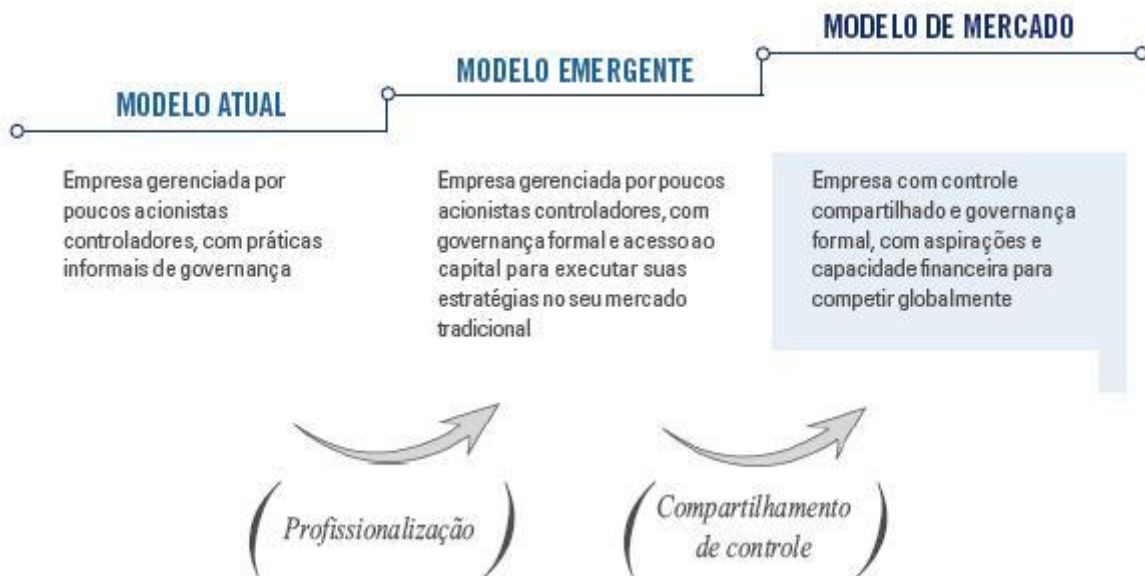 MODELO DE MERCADO
MODELO EMERGENTE
MODELO ATUAL
Empresa gerenciada por
poucos acionistas
controladores, com práticas
informais de governança
Empresa gerenciada por poucos
acionistas controladores, com
governança formal e acesso ao
capital para executar suas
estratégias no seu mercado
tradicional
Empresa com controle
compartilhado e governança
formal, com aspirações e
capacidade financeira para
competir globalmente
Profissionalização
Compartilhamento
de controle